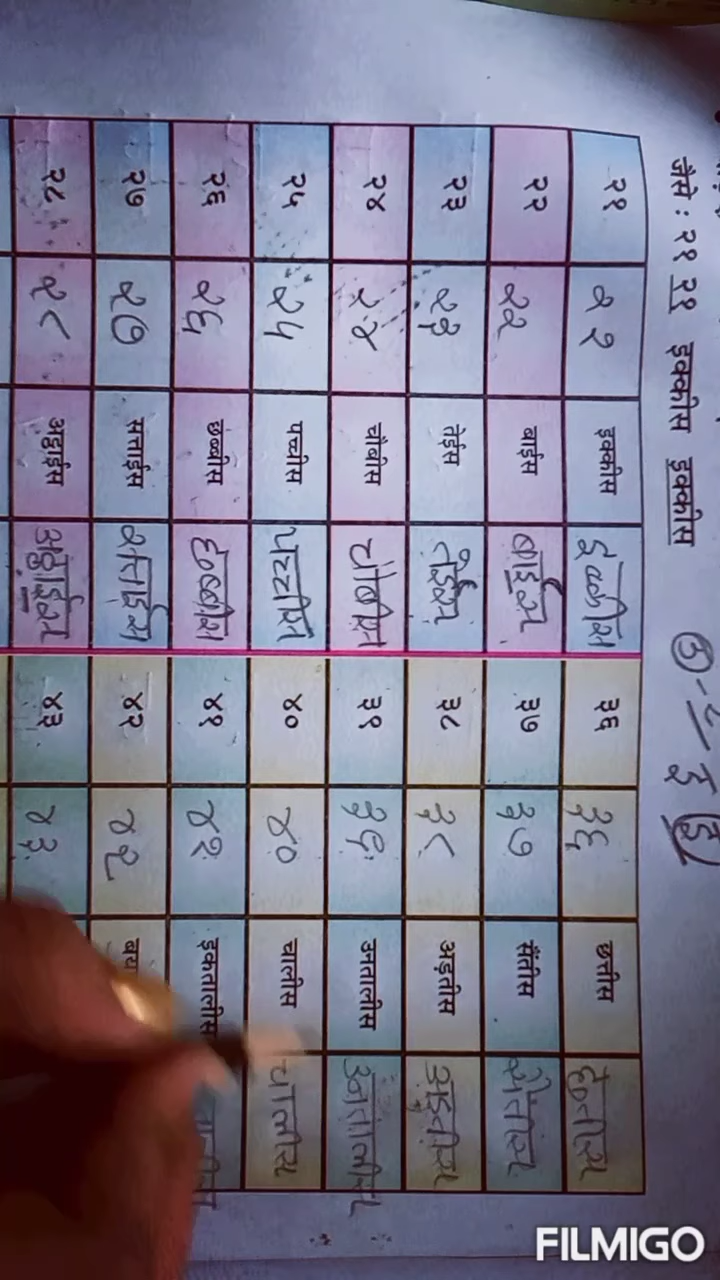 जैसे : २१ २१ इक्कीस इक्कीस
२१ २१ इक्कीस इक्कीस ३६ ३६ छत्तीस छत्तीस
२२ २२ बाईस बाईस ३७ ३७ सैंतीस सैंतीस
२३ २३ तेईस तेईस ३८ ३८ अड़तीस अड़तीस
२४ २४ चौबीस चौबीस ३९ ३९ उनतालीस उनतालीस
२५ २५ पच्चीस पच्चीस ४० ४० चालीस चालीस
२६ २६ छब्बीस छब्बीस ४१ ४१ इकतालीस
२७ २७ सत्ताईस सत्ताईस ४२ ४२
२८ २८ अट्ठाईस अट्ठाईस ४३ ४३
FILMIGO